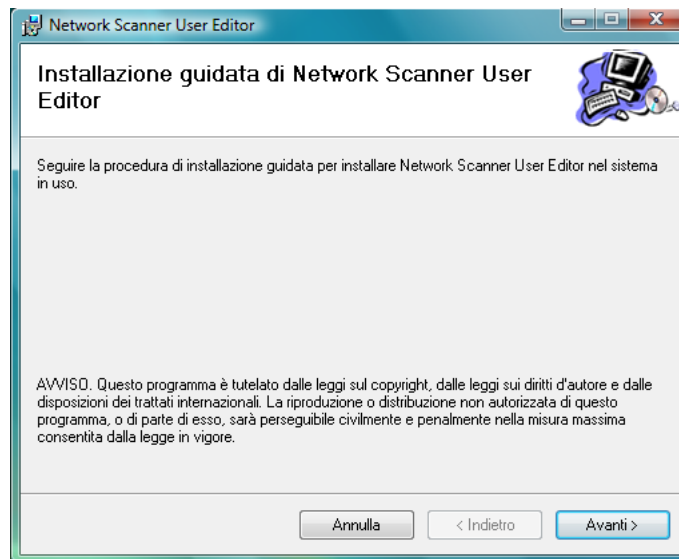 Network Scanner User Editor
Installazione guidata di Network Scanner User
Editor
Seguire la procedura di installazione guidata per installare Network Scanner User Editor nel sistema
in uso.
AVVISO. Questo programma è tutelato dalle leggi sul copyright, dalle leggi sui diritti d'autore e dalle
disposizioni dei trattati internazionali. La riproduzione o distribuzione non autorizzata di questo
programma, o di parte di esso, sarà perseguibile civilmente e penalmente nella misura massima
consentita dalla legge in vigore.
Annulla
< Indietro
Avanti >